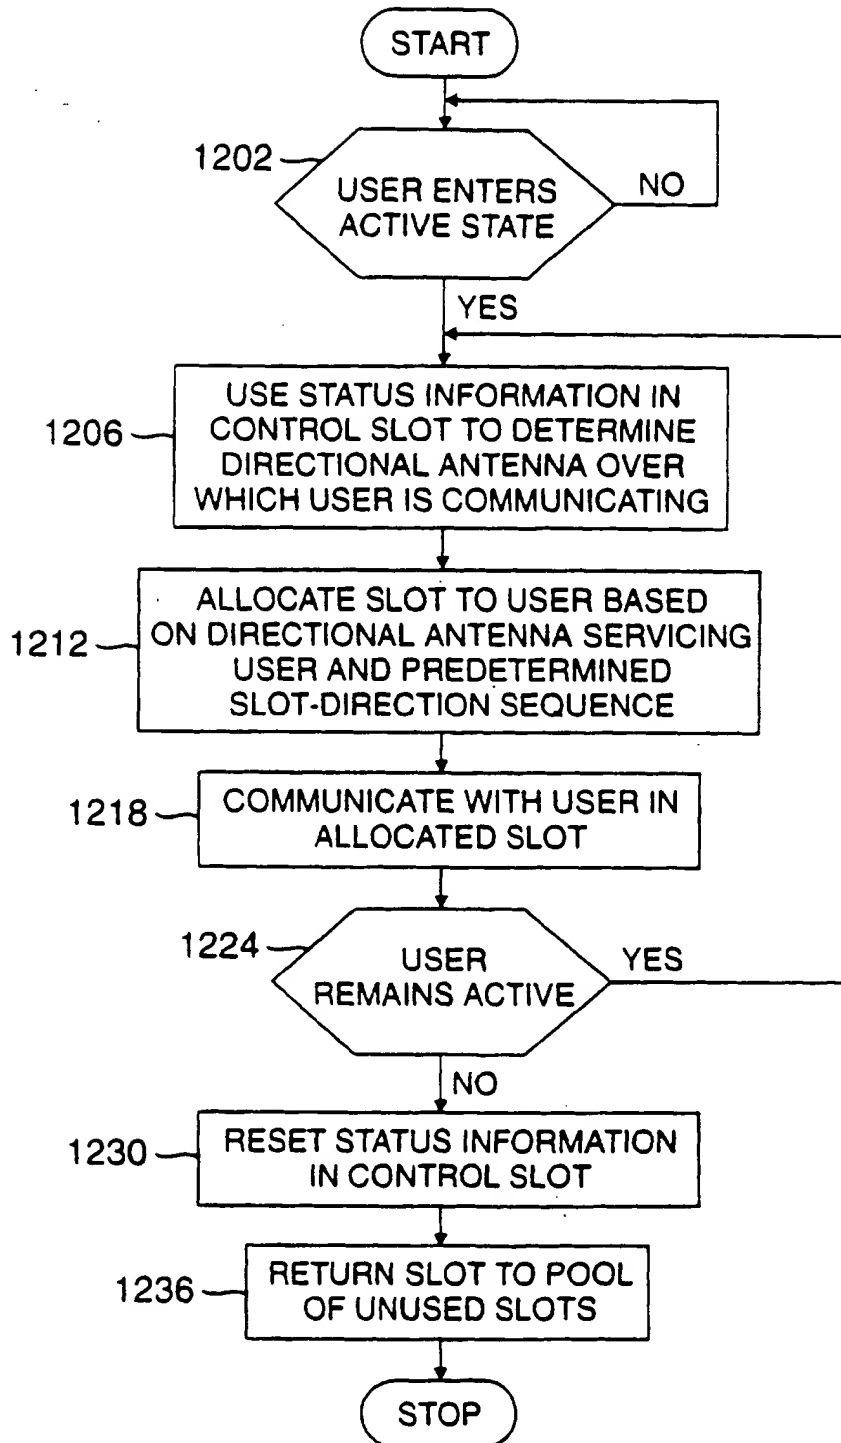 START
1202
USER ENTERS
ACTIVE STATE
NO
YES
1206
USE STATUS INFORMATION IN
CONTROL SLOT TO DETERMINE
DIRECTIONAL ANTENNA OVER
WHICH USER IS COMMUNICATING
1212
ALLOCATE SLOT TO USER BASED
ON DIRECTIONAL ANTENNA SERVICING
USER AND PREDETERMINED
SLOT-DIRECTION SEQUENCE
1218
COMMUNICATE WITH USER IN
ALLOCATED SLOT
1224
USER
REMAINS ACTIVE
YES
NO
1230
RESET STATUS INFORMATION
IN CONTROL SLOT
1236
RETURN SLOT TO POOL
OF UNUSED SLOTS
STOP